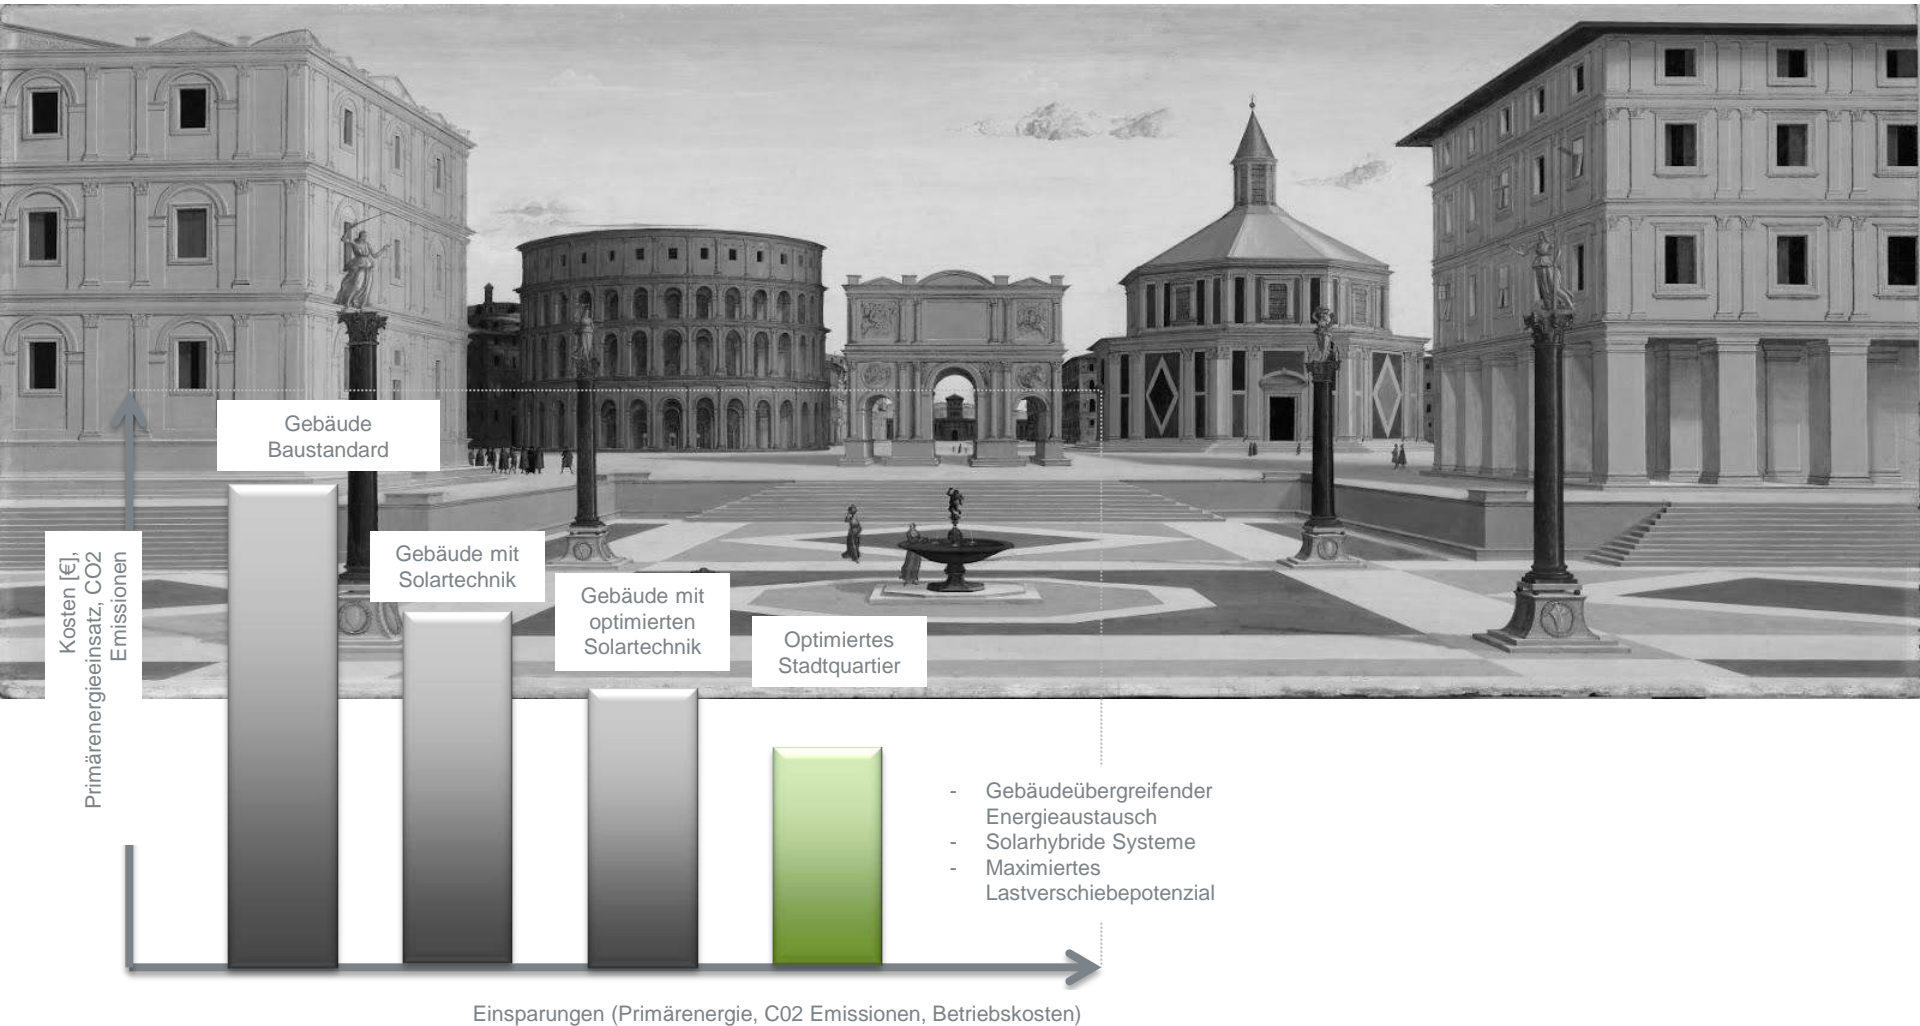 Gebäude
Baustandard
Gebäude mit
Solartechnik
Gebäude mit
optimierten
Solartechnik
Optimiertes
Stadtquartier
Kosten [€],
Primärenergieeinsatz, CO2
Emissionen
- Gebäudeübergreifender
Energieaustausch
- Solarhybride Systeme
- Maximiertes
Lastverschiebepotenzial
Einsparungen (Primärenergie, C02 Emissionen, Betriebskosten)